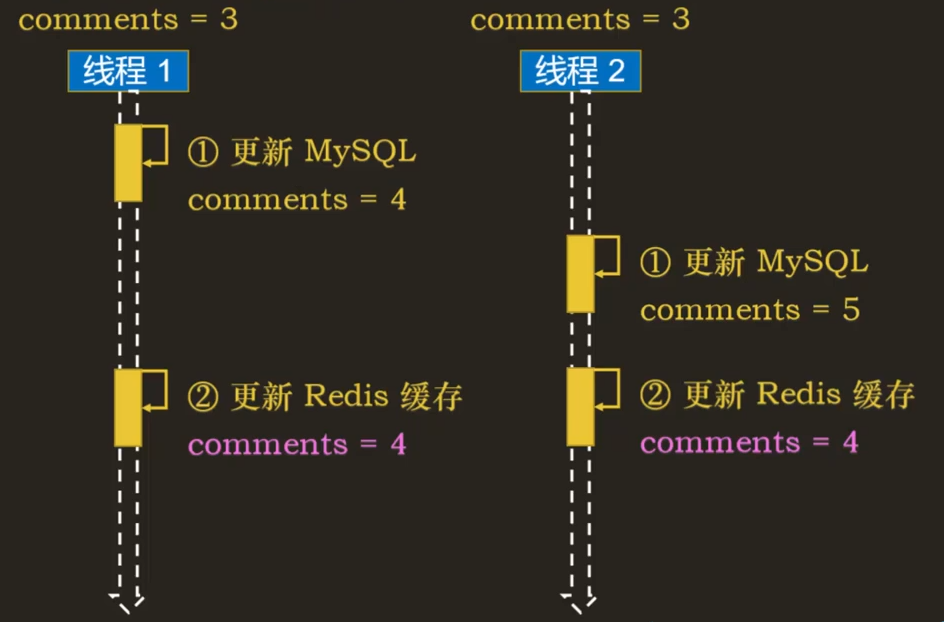 comments = 3
线程 1
① 更新 MySQL
comments = 4
② 更新 Redis 缓存
comments = 4
comments = 3
线程 2
① 更新 MySQL
comments = 5
② 更新 Redis 缓存
comments = 4